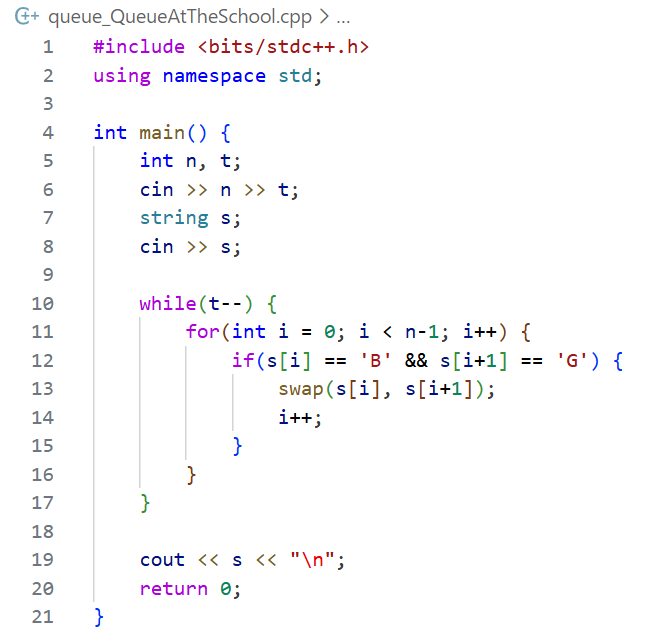 C++ queue_QueueAtTheSchool.cpp > ...
1 #include <bits/stdc++.h>
2 using namespace std;
3
4 int main() {
5     int n, t;
6     cin >> n >> t;
7     string s;
8     cin >> s;
9
10     while(t--) {
11         for(int i = 0; i < n-1; i++) {
12             if(s[i] == 'B' && s[i+1] == 'G') {
13                 swap(s[i], s[i+1]);
14                 i++;
15             }
16         }
17     }
18
19     cout << s << "\n";
20     return 0;
21 }